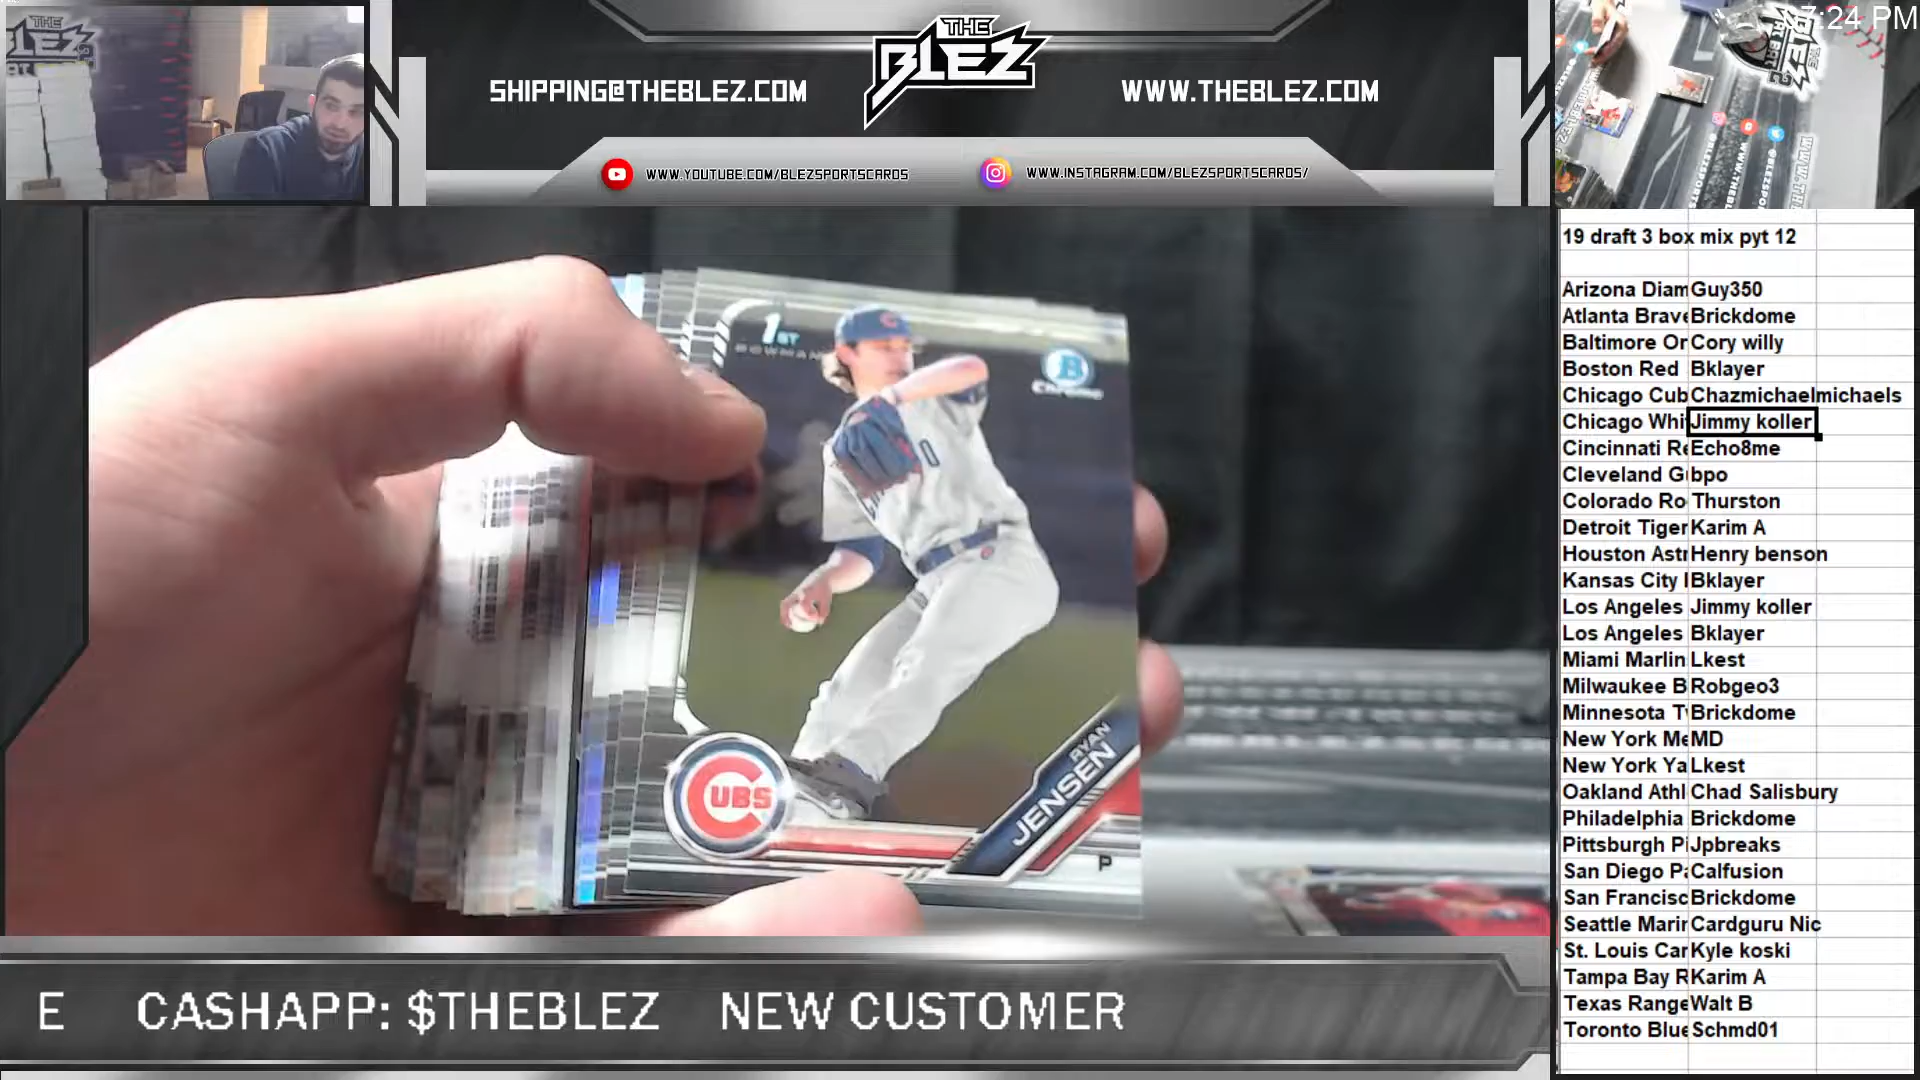 THE
BLEZ
SHIPPING@THEBLEZ.COM
WWW.THEBLEZ.COM
WWW.YOUTUBE.COM/BLEZSPORTSCARDS
WWW.INSTAGRAM.COM/BLEZSPORTSCARDS/
7:24 PM
1ST
BOWMAN
B
CHROME
CUBS
RYAN
JENSEN
P
19 draft 3 box mix pyt 12
Arizona Diam Guy350
Atlanta Brave Brickdome
Baltimore Or Cory willy
Boston Red Bklayer
Chicago Cub Chazmichaelmichaels
Chicago Whi Jimmy koller
Cincinnati Re Echo8me
Cleveland G bpo
Colorado Ro Thurston
Detroit Tiger Karim A
Houston Astr Henry benson
Kansas City Bklayer
Los Angeles Jimmy koller
Los Angeles Bklayer
Miami Marlin Lkest
Milwaukee B Robgeo3
Minnesota Tw Brickdome
New York Me MD
New York Ya Lkest
Oakland Athl Chad Salisbury
Philadelphia Brickdome
Pittsburgh Pi Jpbreaks
San Diego Pa Calfusion
San Francisc Brickdome
Seattle Marin Cardguru Nic
St. Louis Car Kyle koski
Tampa Bay R Karim A
Texas Range Walt B
Toronto Blue Schmd01
E CASHAPP: $THEBLEZ NEW CUSTOMER